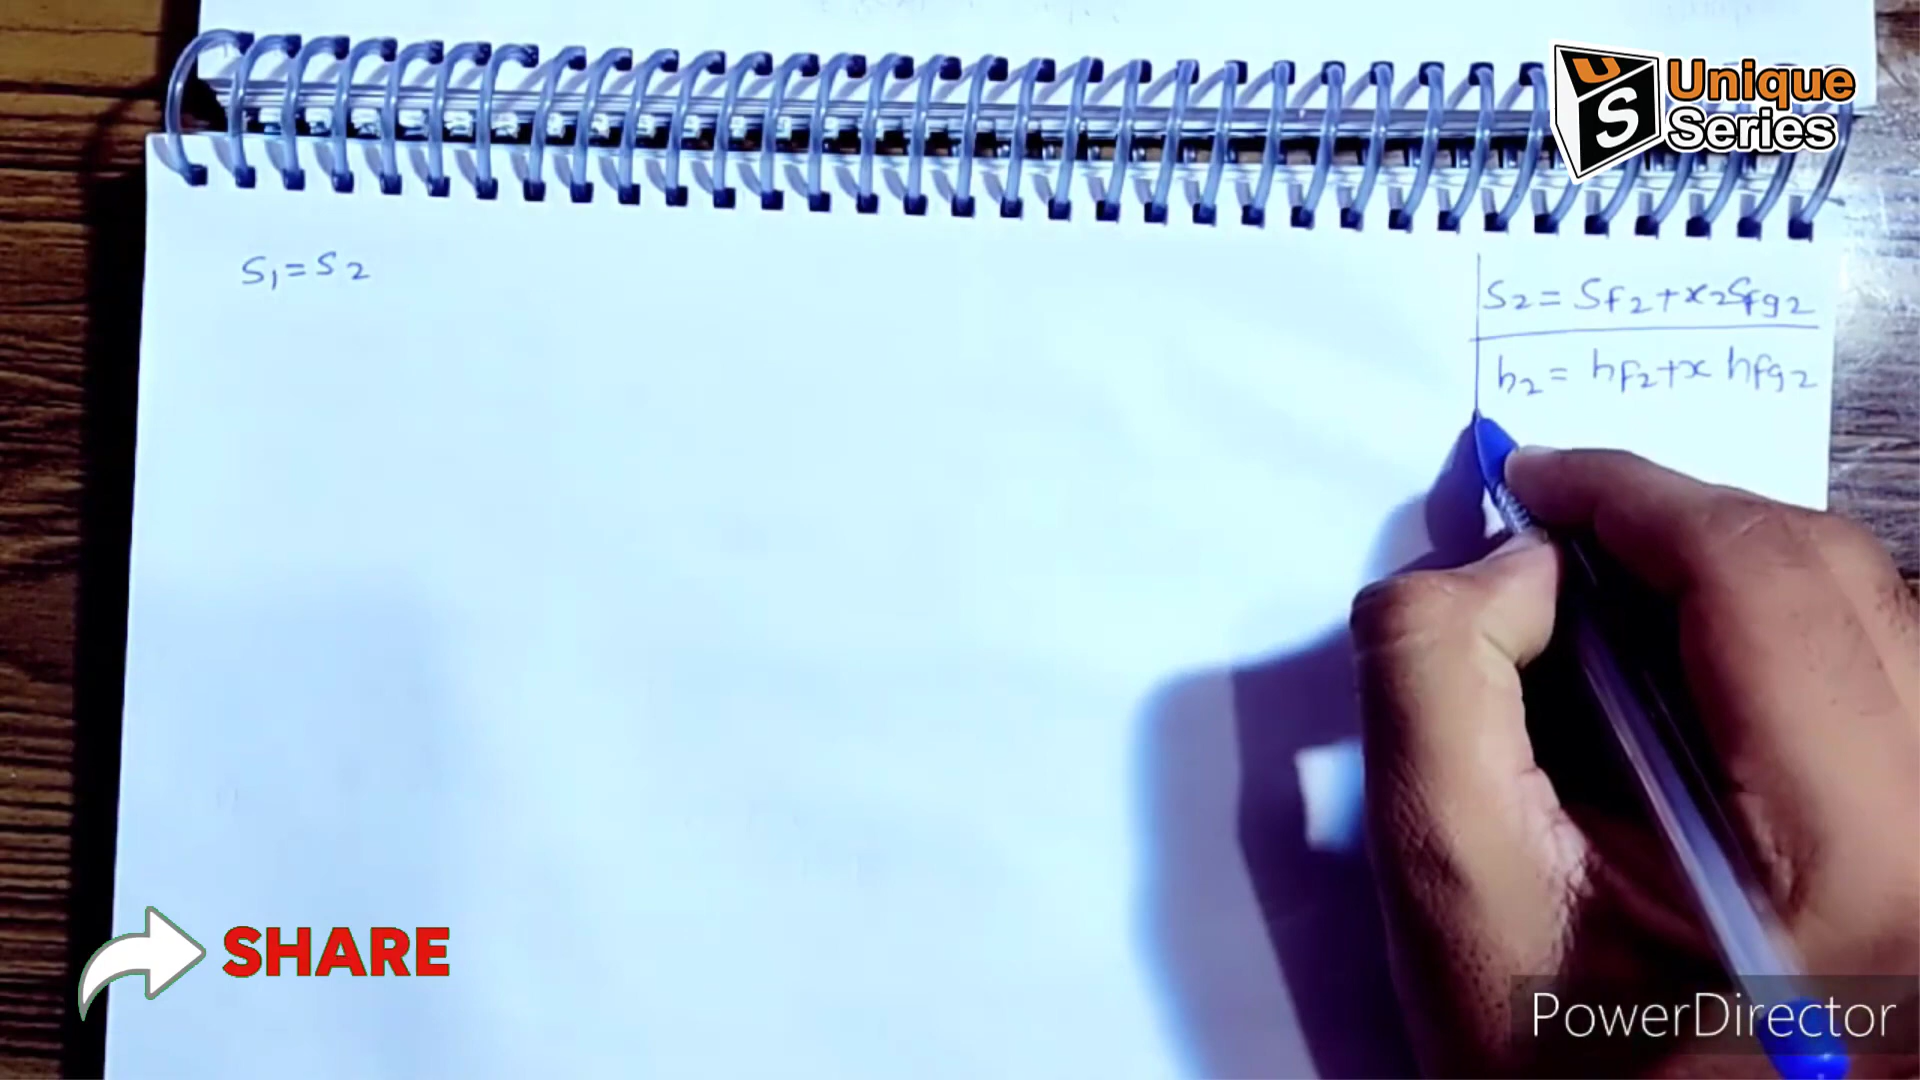 U
S
Unique
Series
S₁=S₂
S₂ = Sf₂+x₂Sfg₂
h₂ = hf₂+x hfg₂
SHARE
PowerDirector